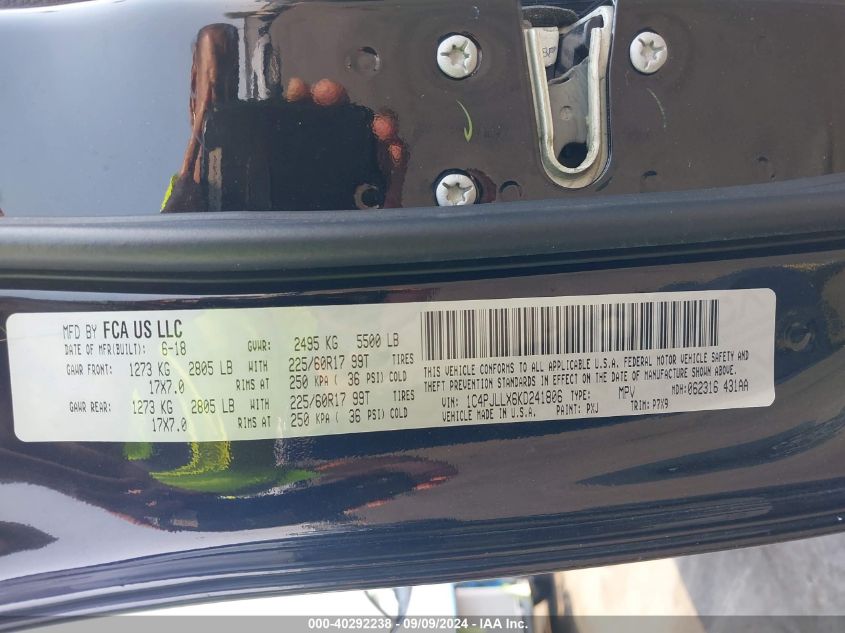 MFD BY FCA US LLC
DATE OF MFR(BUILT): 6-18 GVWR: 2495 KG 5500 LB
GAWR FRONT: 1273 KG 2805 LB WITH 225/60R17 99T TIRES
17X7.0 RIMS AT 250 KPA ( 36 PSI) COLD
GAWR REAR: 1273 KG 2805 LB WITH 225/60R17 99T TIRES
17X7.0 RIMS AT 250 KPA ( 36 PSI) COLD
THIS VEHICLE CONFORMS TO ALL APPLICABLE U.S.A. FEDERAL MOTOR VEHICLE SAFETY AND
THEFT PREVENTION STANDARDS IN EFFECT ON THE DATE OF MANUFACTURE SHOWN ABOVE.
VIN: 1C4PJLLX6KD241806 TYPE: MPV MDH: 062316 431AA
MADE IN U.S.A. PAINT: PXJ TRIM: P7X9
000-40292238 - 09/09/2024 - IAA Inc.